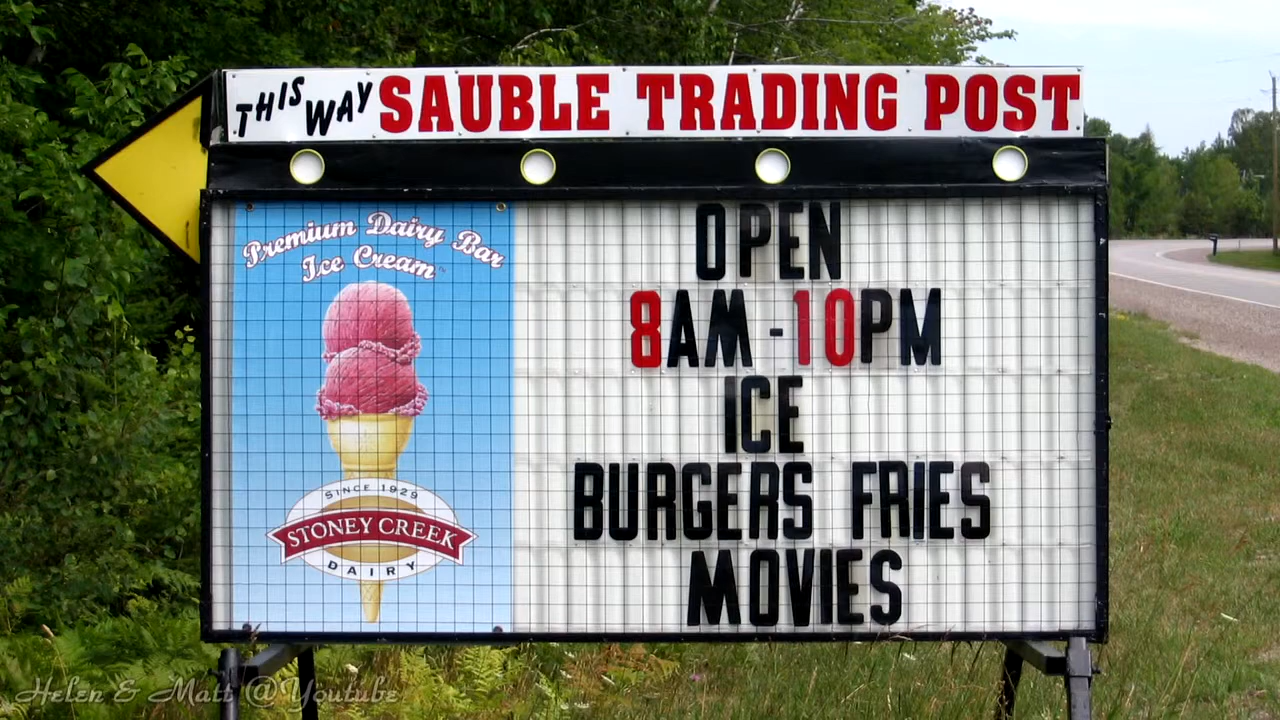 THIS WAY SAUBLE TRADING POST
Premium Dairy Bar
Ice Cream
SINCE 1929
STONEY CREEK
DAIRY
OPEN
8AM-10PM
ICE
BURGERS FRIES
MOVIES
Helen & Matt @Youtube